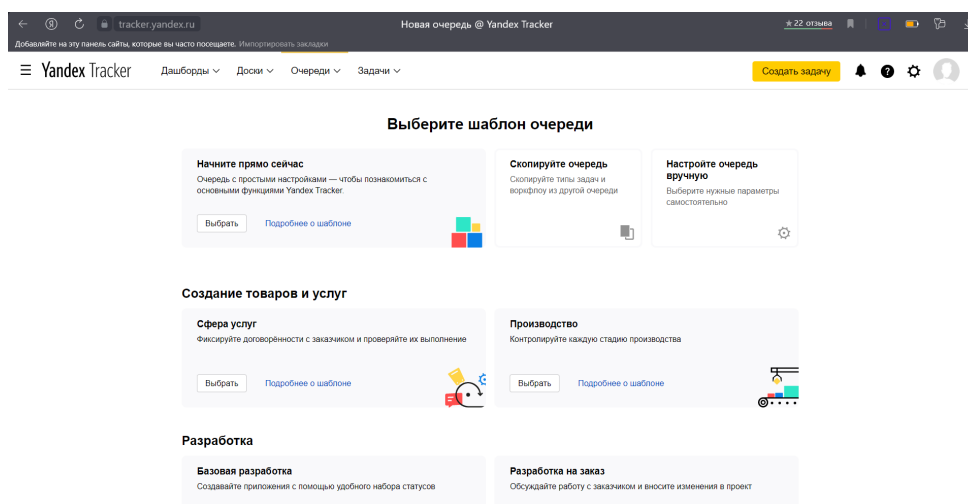 tracker.yandex.ru
Новая очередь @ Yandex Tracker
★ 22 отзыва
Добавляйте на эту панель сайты, которые вы часто посещаете. Импортировать закладки
Yandex Tracker
Дашборды
Доски
Очереди
Задачи
Создать задачу
Выберите шаблон очереди
Начните прямо сейчас
Очередь с простыми настройками — чтобы познакомиться с
основными функциями Yandex Tracker.
Выбрать
Подробнее о шаблоне
Скопируйте очередь
Скопируйте типы задач и
воркфлоу из другой очереди
Настройте очередь
вручную
Выберите нужные параметры
самостоятельно
Создание товаров и услуг
Сфера услуг
Фиксируйте договорённости с заказчиком и проверяйте их выполнение
Выбрать
Подробнее о шаблоне
Производство
Контролируйте каждую стадию производства
Выбрать
Подробнее о шаблоне
Разработка
Базовая разработка
Создавайте приложения с помощью удобного набора статусов
Разработка на заказ
Обсуждайте работу с заказчиком и вносите изменения в проект